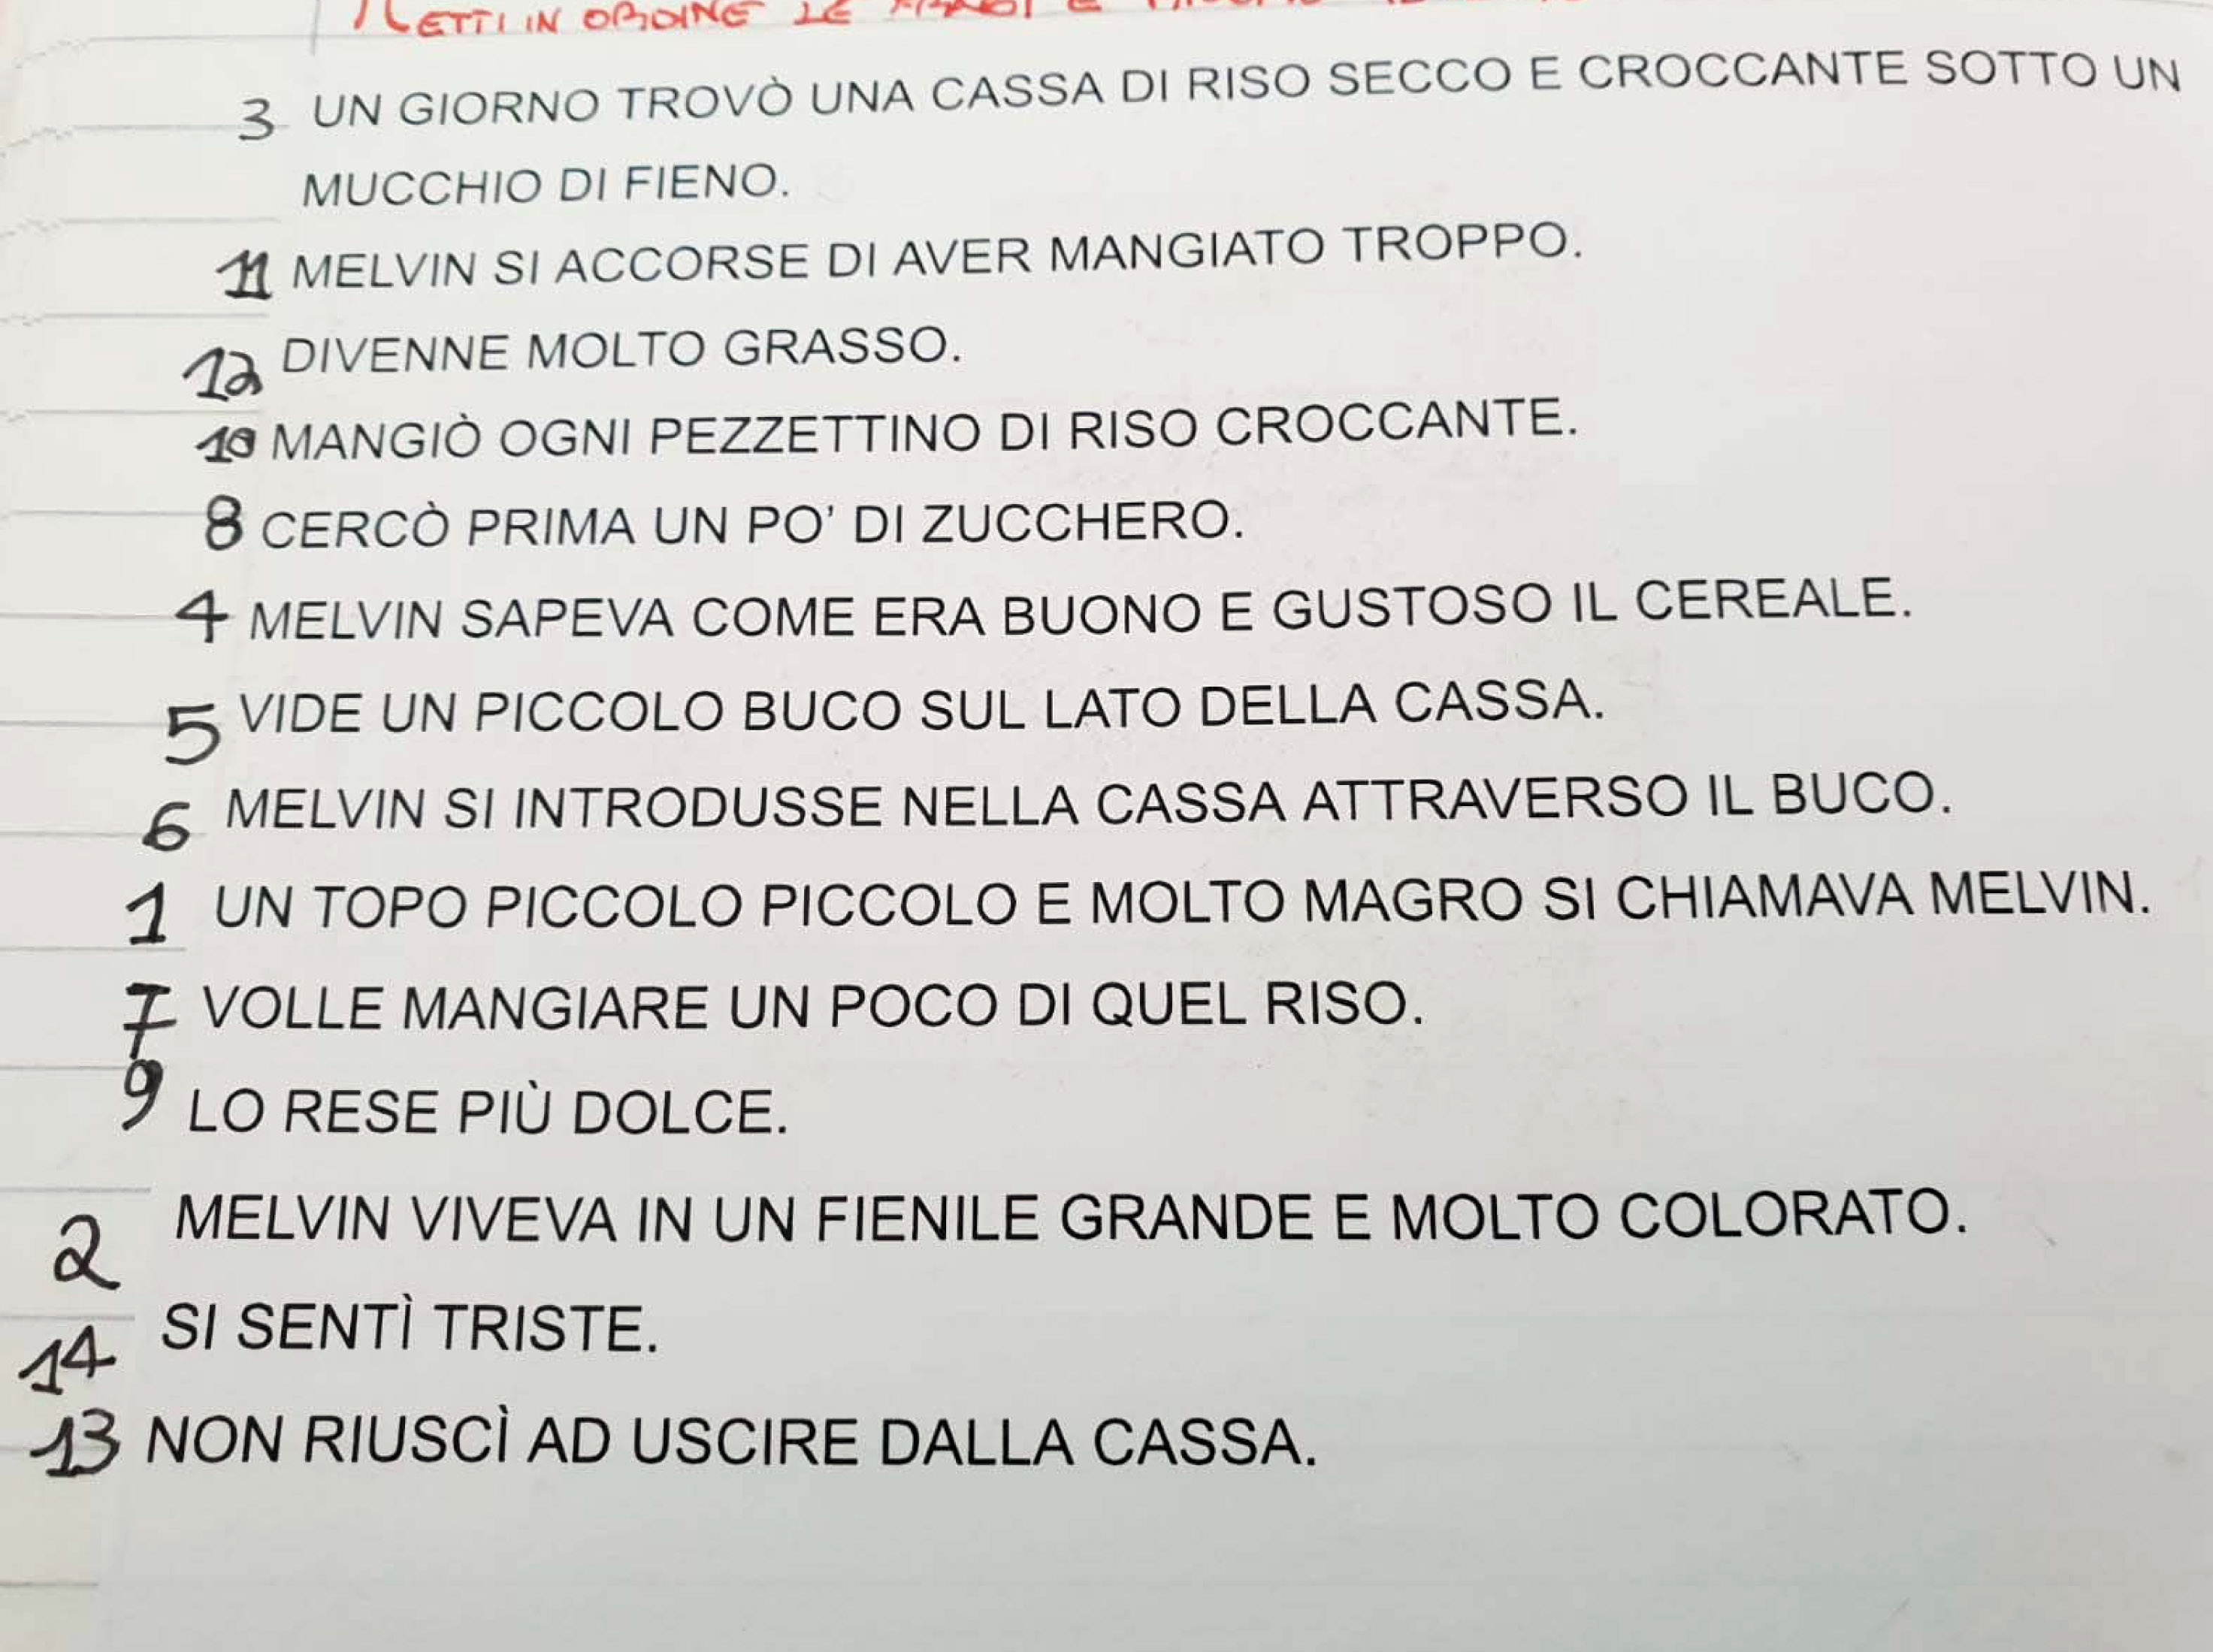 METTI IN ORDINE LE FRASI E
3 UN GIORNO TROVÒ UNA CASSA DI RISO SECCO E CROCCANTE SOTTO UN
MUCCHIO DI FIENO.
11 MELVIN SI ACCORSE DI AVER MANGIATO TROPPO.
12 DIVENNE MOLTO GRASSO.
10 MANGIÒ OGNI PEZZETTINO DI RISO CROCCANTE.
8 CERCÒ PRIMA UN PO’ DI ZUCCHERO.
4 MELVIN SAPEVA COME ERA BUONO E GUSTOSO IL CEREALE.
5 VIDE UN PICCOLO BUCO SUL LATO DELLA CASSA.
6 MELVIN SI INTRODUSSE NELLA CASSA ATTRAVERSO IL BUCO.
1 UN TOPO PICCOLO PICCOLO E MOLTO MAGRO SI CHIAMAVA MELVIN.
7 VOLLE MANGIARE UN POCO DI QUEL RISO.
9 LO RESE PIÙ DOLCE.
2 MELVIN VIVEVA IN UN FIENILE GRANDE E MOLTO COLORATO.
14 SI SENTÌ TRISTE.
13 NON RIUSCÌ AD USCIRE DALLA CASSA.